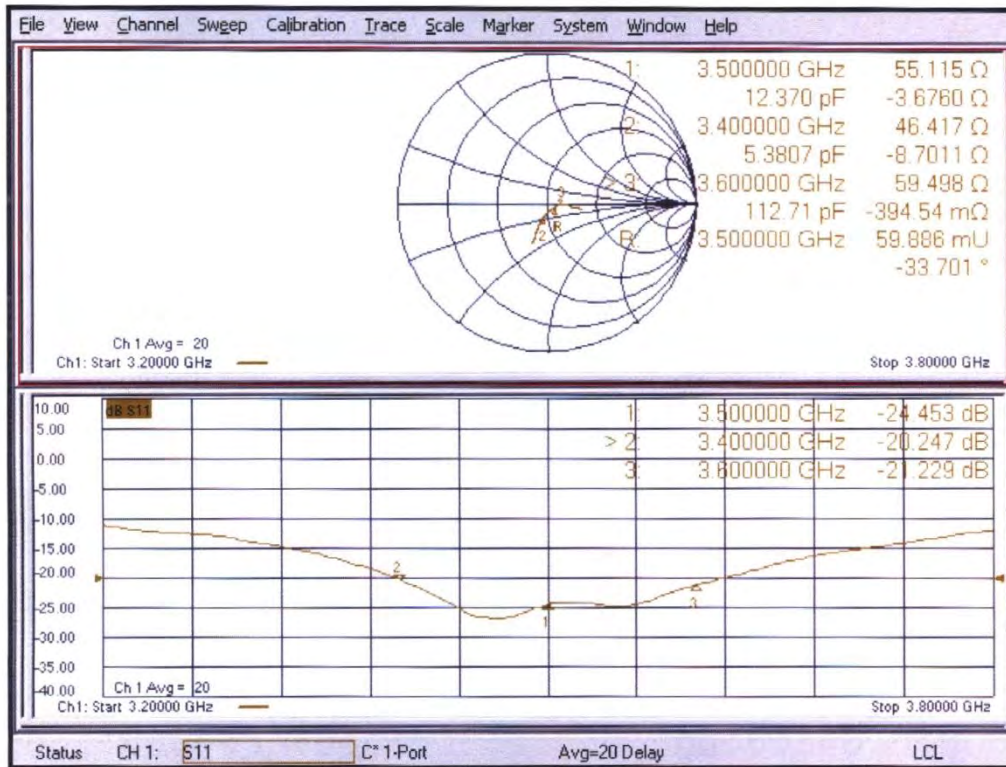 File View Channel Sweep Calibration Trace Scale Marker System Window Help
1: 3.500000 GHz 55.115 Ω
12.370 pF -3.6760 Ω
2: 3.400000 GHz 46.417 Ω
5.3807 pF -8.7011 Ω
> 3: 3.600000 GHz 59.498 Ω
112.71 pF -394.54 mΩ
R: 3.500000 GHz 59.886 mU
-33.701 °
3
R
2
Ch 1 Avg = 20
Ch1: Start 3.20000 GHz Stop 3.80000 GHz
10.00 dB S11
5.00
0.00
-5.00
-10.00
-15.00
-20.00
-25.00
-30.00
-35.00
-40.00
1: 3.500000 GHz -24.453 dB
> 2: 3.400000 GHz -20.247 dB
3: 3.600000 GHz -21.229 dB
2
1
3
Ch 1 Avg = 20
Ch1: Start 3.20000 GHz Stop 3.80000 GHz
Status CH 1: S11 C* 1-Port Avg=20 Delay LCL